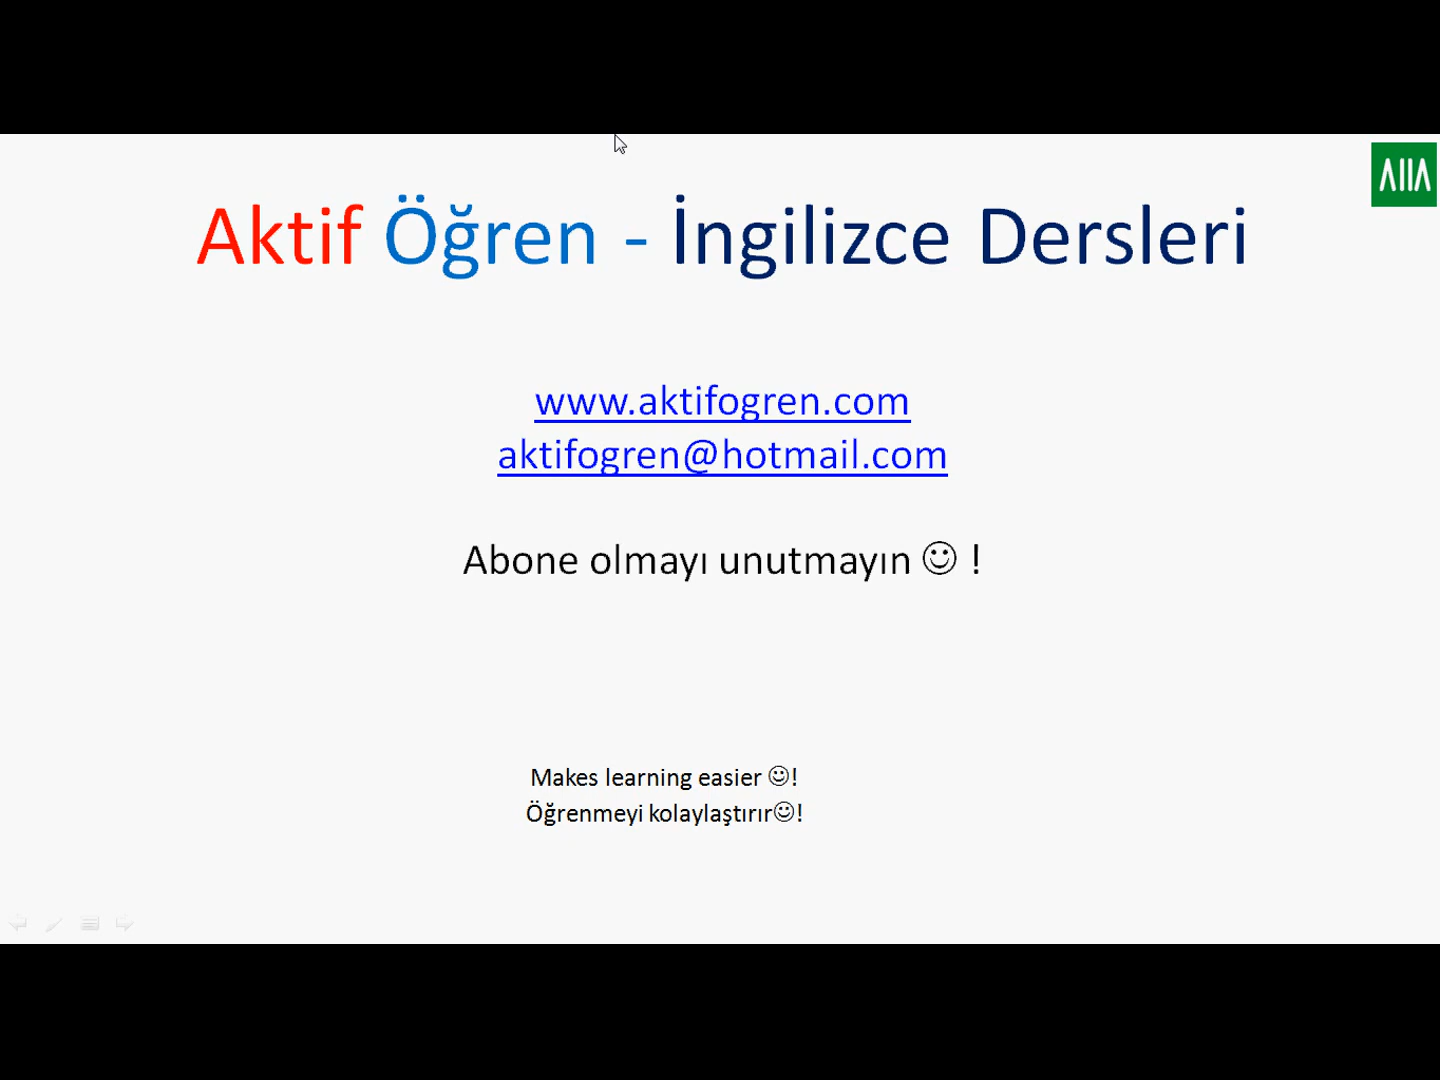 Aktif Öğren - İngilizce Dersleri
www.aktifogren.com
aktifogren@hotmail.com
Abone olmayı unutmayın ☺ !
Makes learning easier ☺!
Öğrenmeyi kolaylaştırır☺!